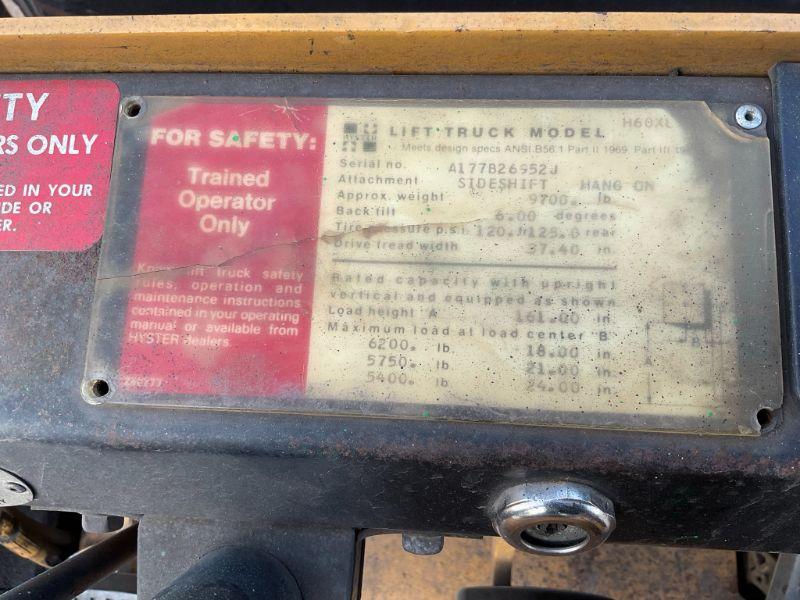 TY
RS ONLY
ED IN YOUR
DE OR
ER.
FOR SAFETY:
Trained
Operator
Only
Know lift truck safety
rules, operation and
maintenance instructions
contained in your operating
manual or available from
HYSTER dealers.
HYSTER
LIFT TRUCK MODEL H60XL
Meets design specs ANSI B56.1 Part II 1969 Part III 19
Serial no. A177B26952J
Attachment SIDESHIFT HANG ON
Approx. weight 9700. lb
Back tilt 6.00 degrees
Tire pressure p.s.i. 120. 125.0 rear
Drive tread width 37.40 in.
Rated capacity with upright
vertical and equipped as shown
Load height A 161.00 in.
Maximum load at load center B
6200. lb 18.00 in.
5750. lb 21.00 in.
5400. lb 24.00 in.
A
B